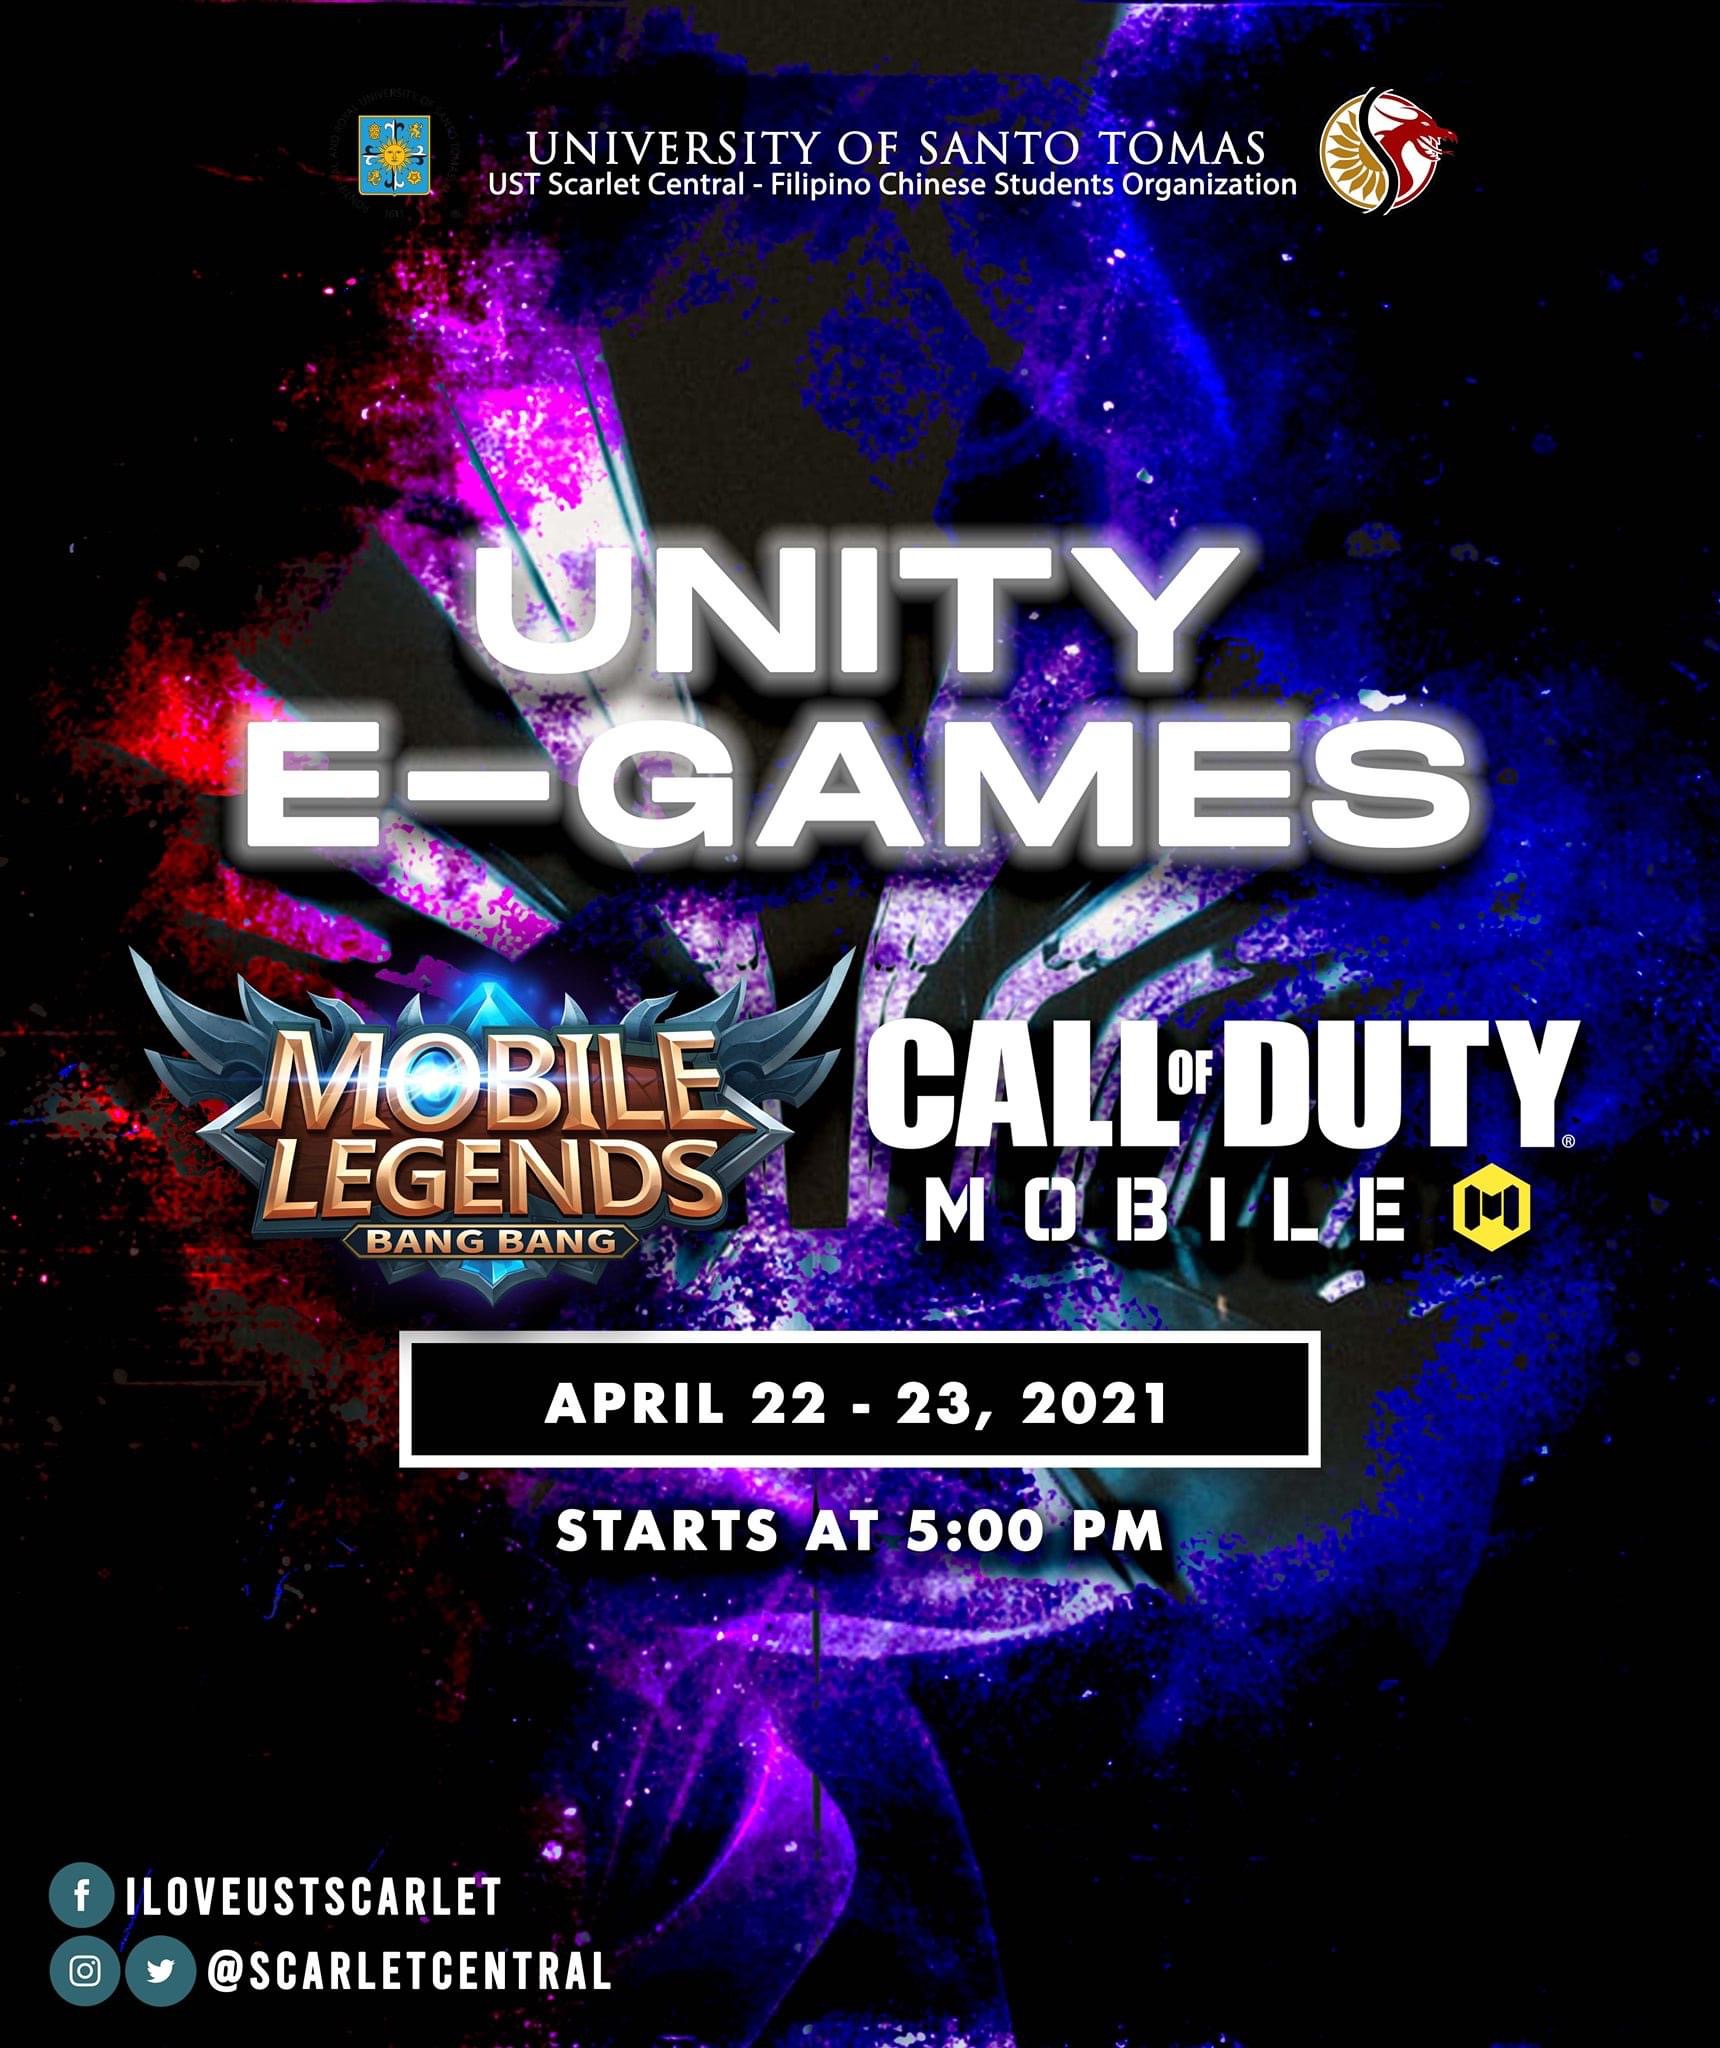 UNIVERSITY OF SANTO TOMAS
UST Scarlet Central - Filipino Chinese Students Organization
UNITY
E-GAMES
MOBILE
LEGENDS
BANG BANG
CALL OF DUTY®
MOBILE
APRIL 22 - 23, 2021
STARTS AT 5:00 PM
ILOVEUSTSCARLET
@SCARLETCENTRAL